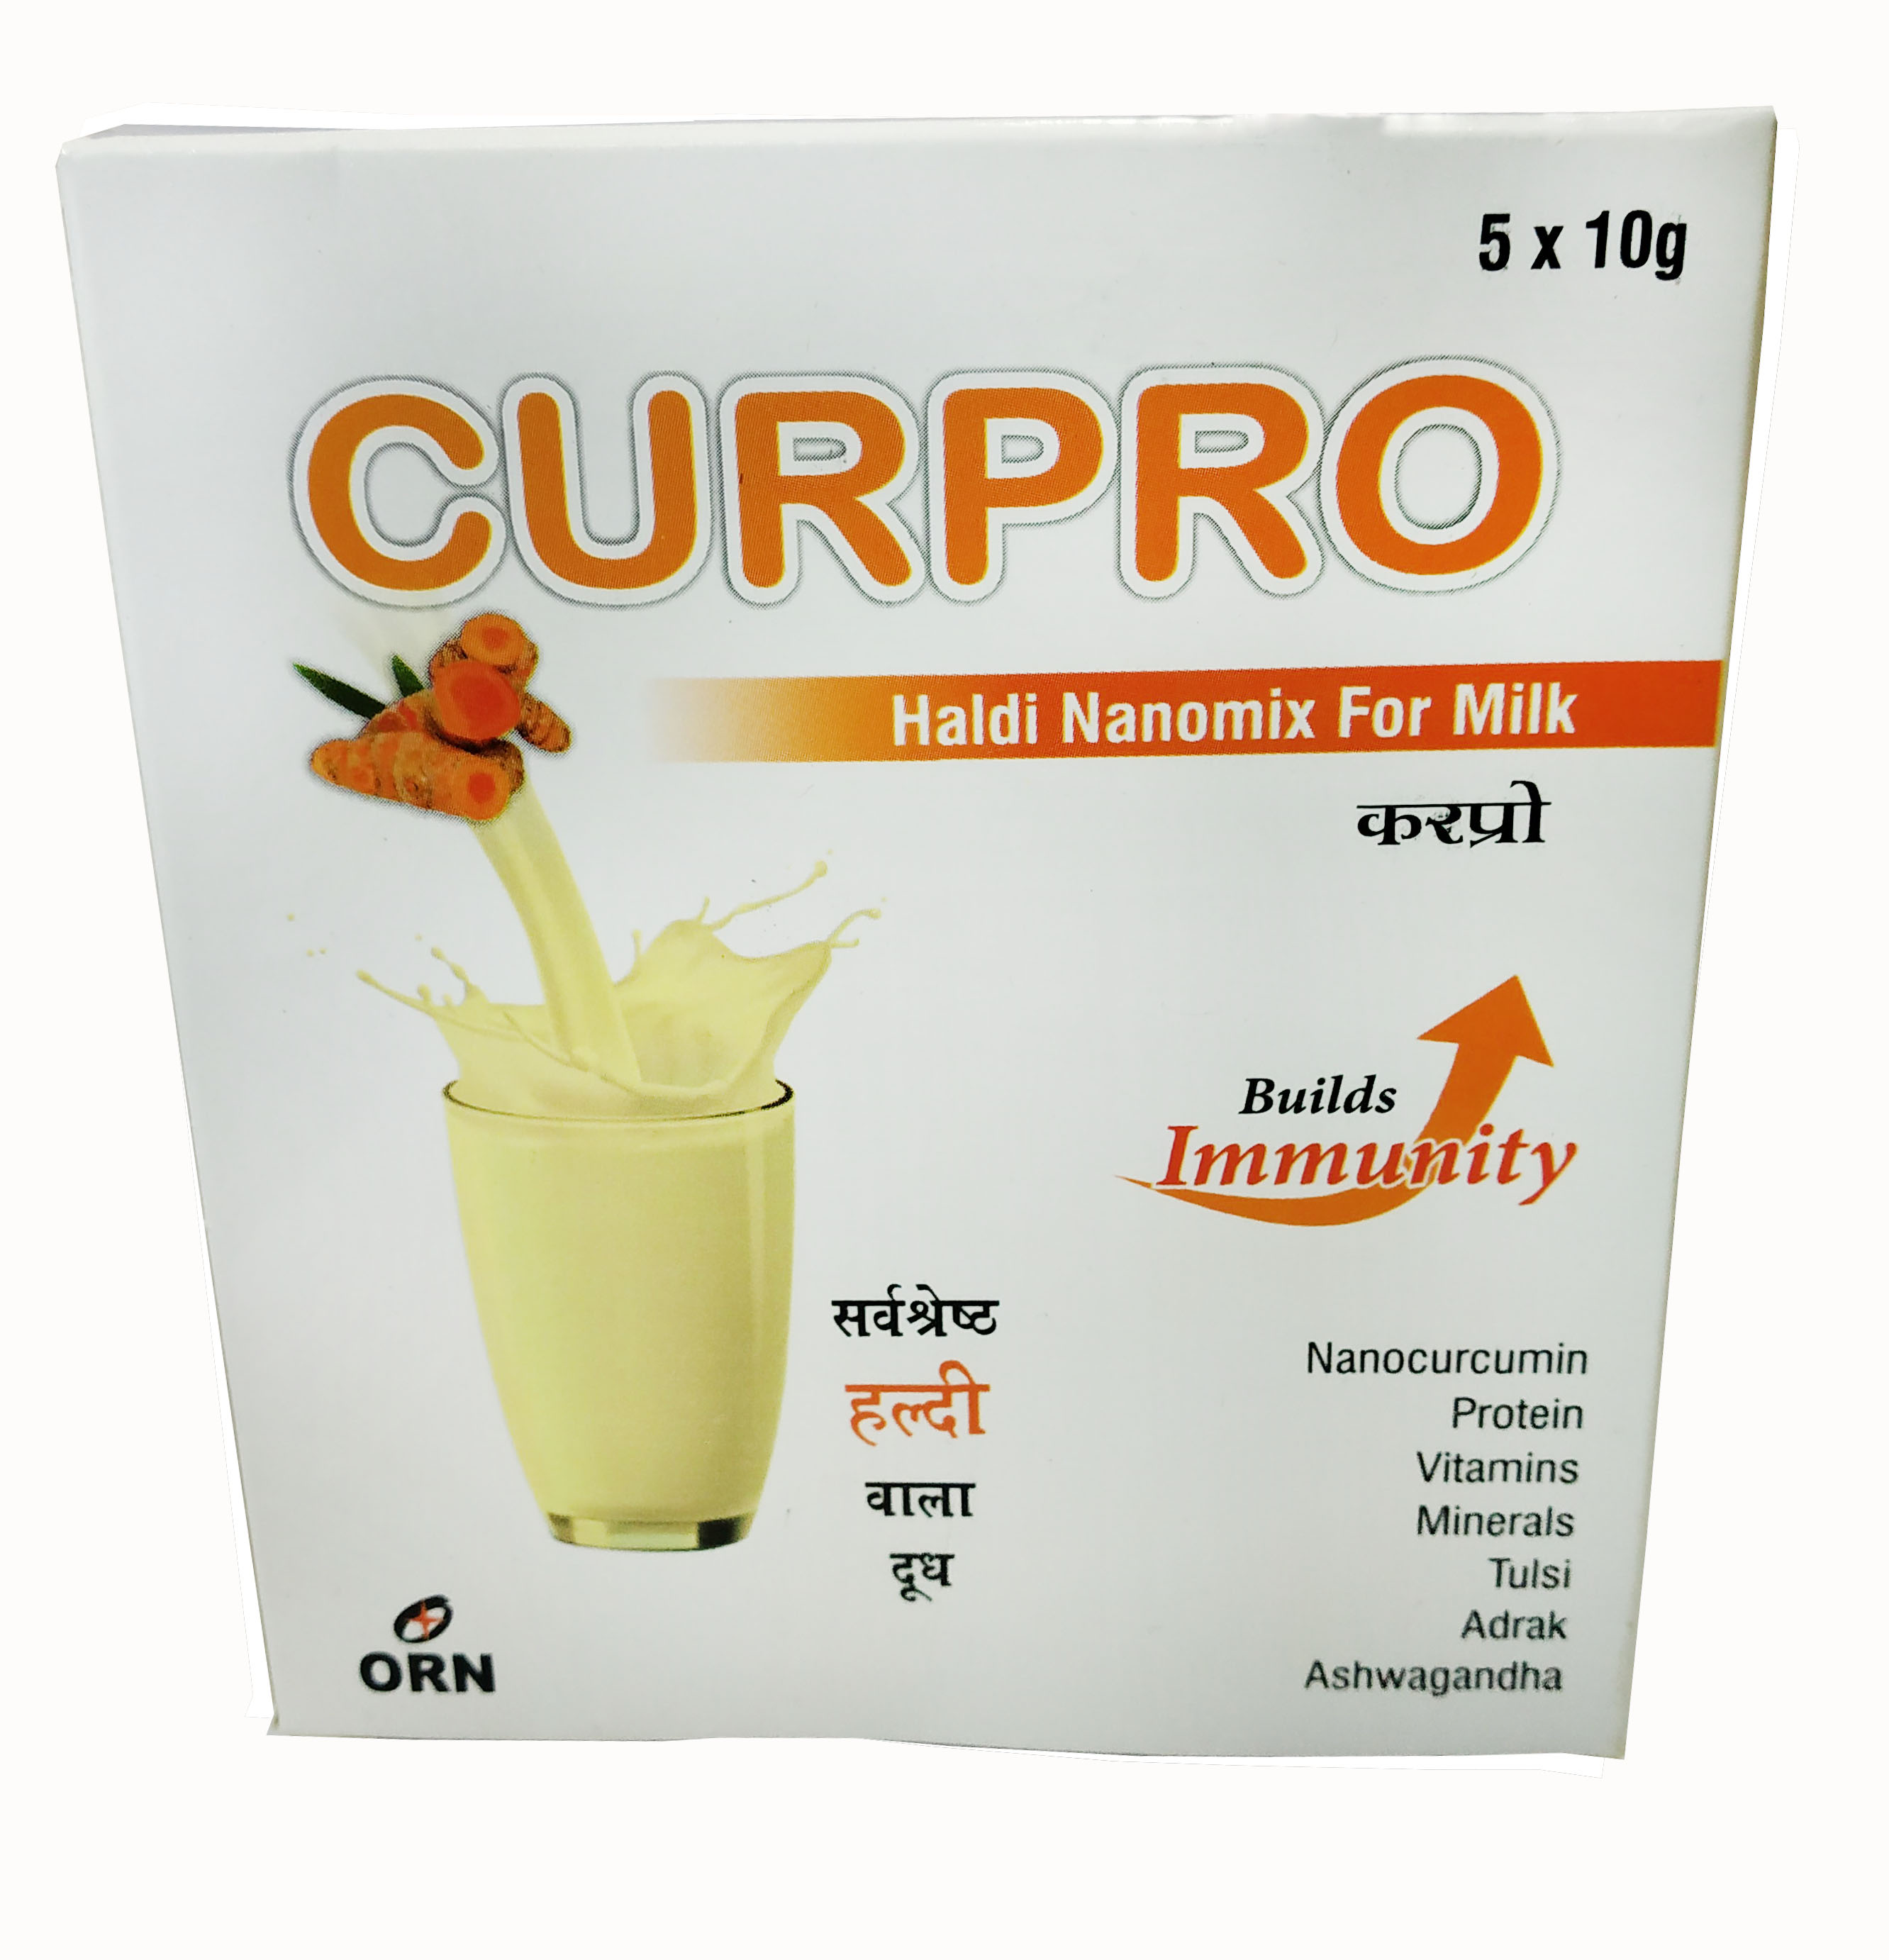 5 x 10g
CURPRO
Haldi Nanomix For Milk
करप्रो
Builds
Immunity
सर्वश्रेष्ठ
हल्दी
वाला
दूध
Nanocurcumin
Protein
Vitamins
Minerals
Tulsi
Adrak
Ashwagandha
ORN